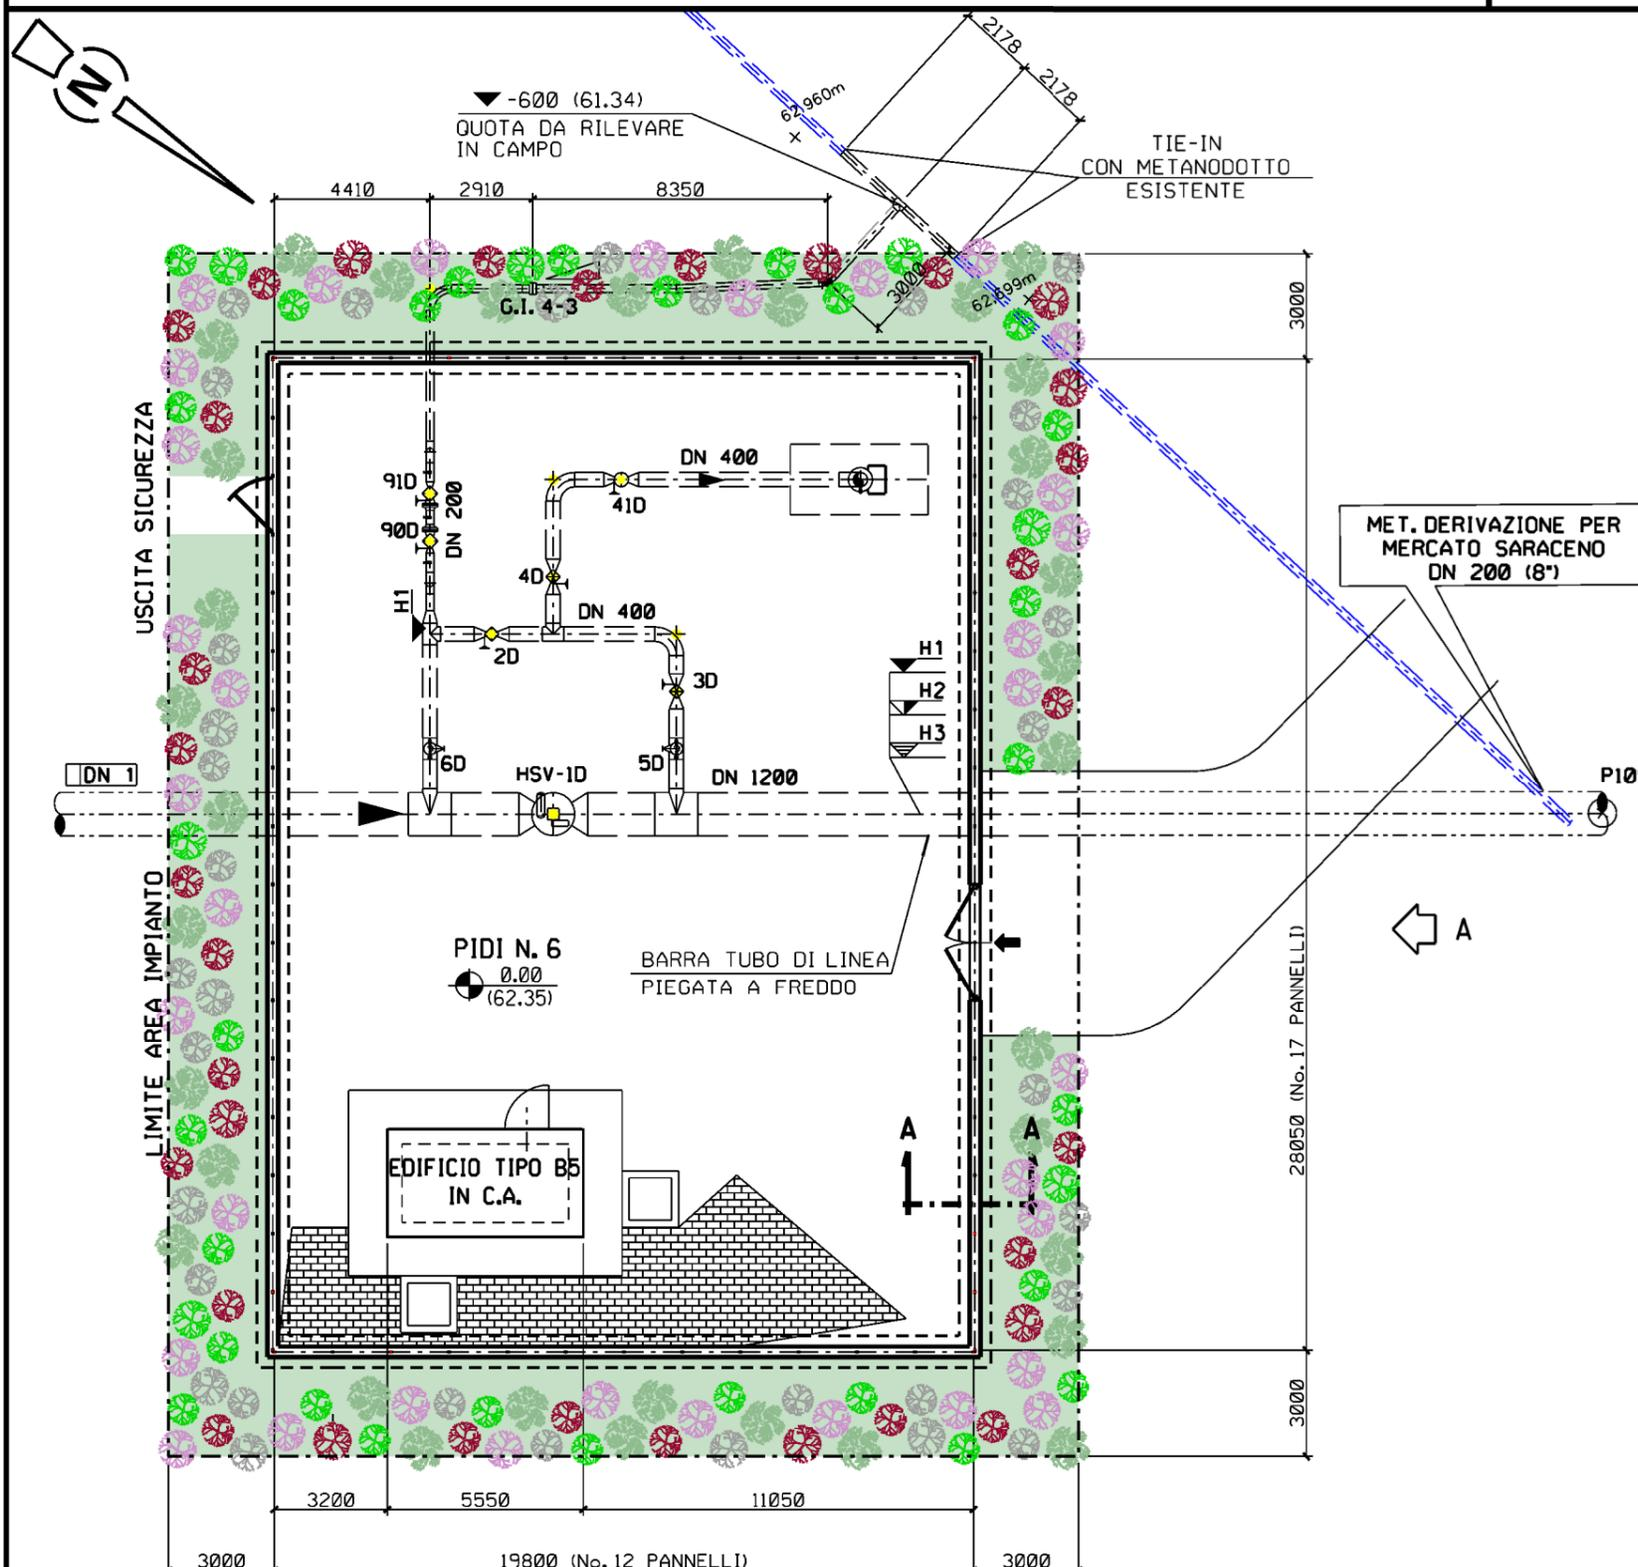 N
2178
2178
62.960m
-600 (61.34)
QUOTA DA RILEVARE
IN CAMPO
TIE-IN
CON METANODOTTO
ESISTENTE
4410
2910
8350
3000
62.699m
G.I. 4-3
3000
USCITA SICUREZZA
91D
90D
DN 200
DN 400
41D
4D
H1
DN 400
2D
3D
MET. DERIVAZIONE PER
MERCATO SARACENO
DN 200 (8")
H1
H2
H3
6D
5D
HSV-1D
DN 1200
DN 1
P10
LIMITE AREA IMPIANTO
PIDI N. 6
0.00
(62.35)
BARRA TUBO DI LINEA
PIEGATA A FREDDO
A
28050 (No. 17 PANNELLI)
A
A
EDIFICIO TIPO B5
IN C.A.
3000
3200
5550
11050
3000
19800 (No. 12 PANNELLI)
3000